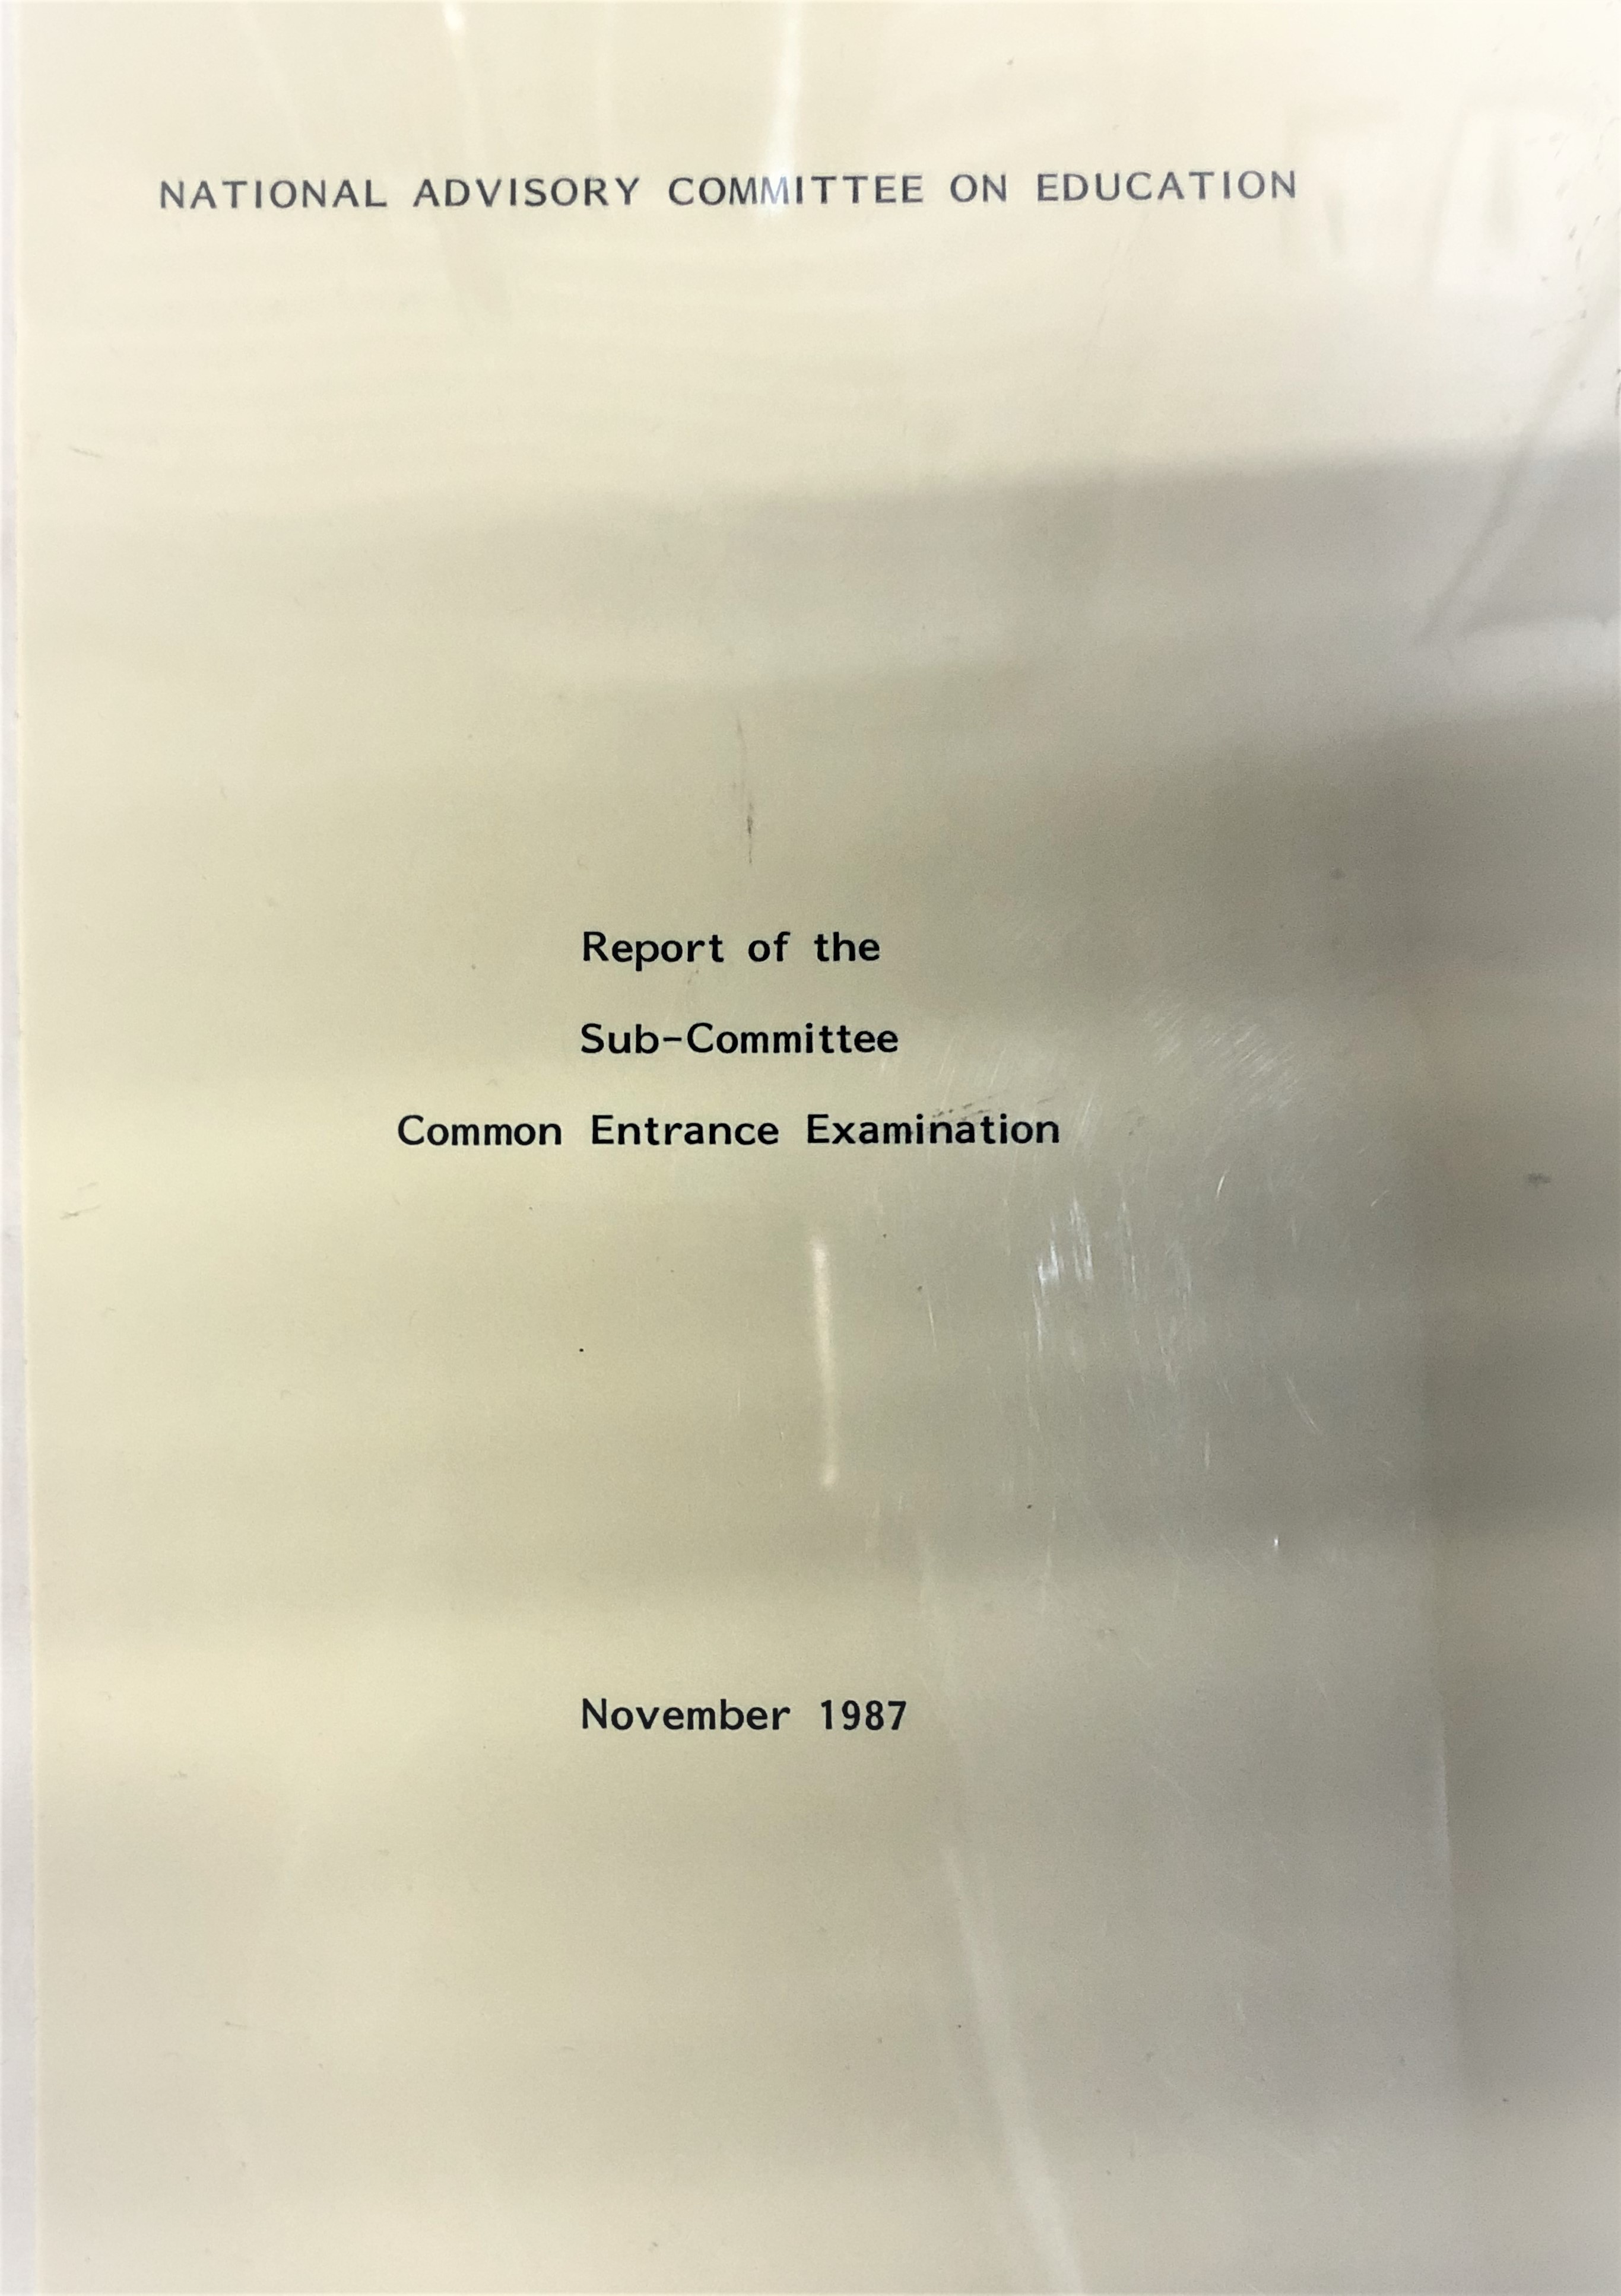 NATIONAL ADVISORY COMMITTEE ON EDUCATION
Report of the
Sub-Committee
Common Entrance Examination
November 1987